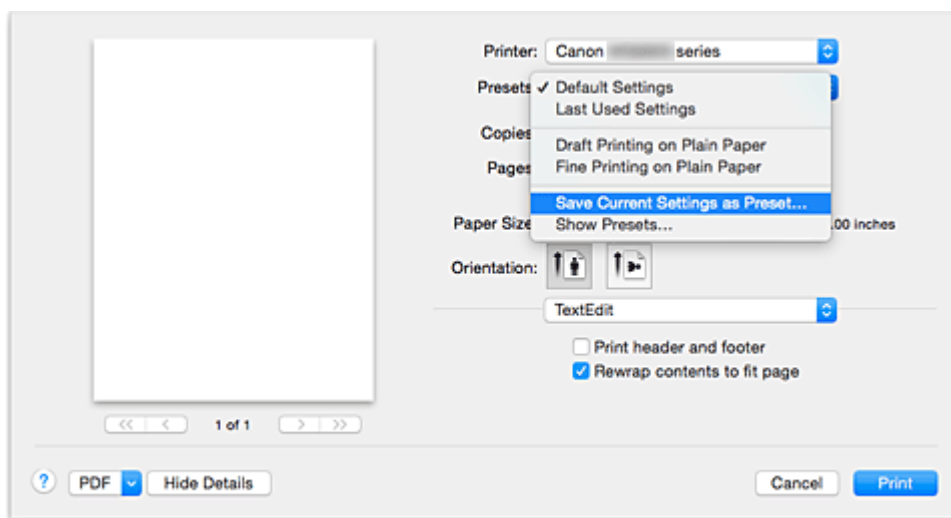 Printer: Canon series
Presets ✓ Default Settings
Last Used Settings
Copies
Draft Printing on Plain Paper
Pages
Fine Printing on Plain Paper
Save Current Settings as Preset...
Paper Size
Show Presets...
.00 inches
Orientation:
TextEdit
Print header and footer
Rewrap contents to fit page
1 of 1
? PDF Hide Details Cancel Print